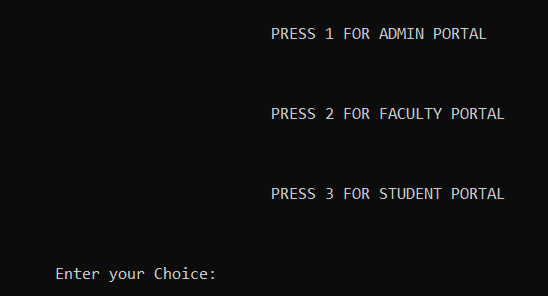 PRESS 1 FOR ADMIN PORTAL
PRESS 2 FOR FACULTY PORTAL
PRESS 3 FOR STUDENT PORTAL
Enter your Choice: